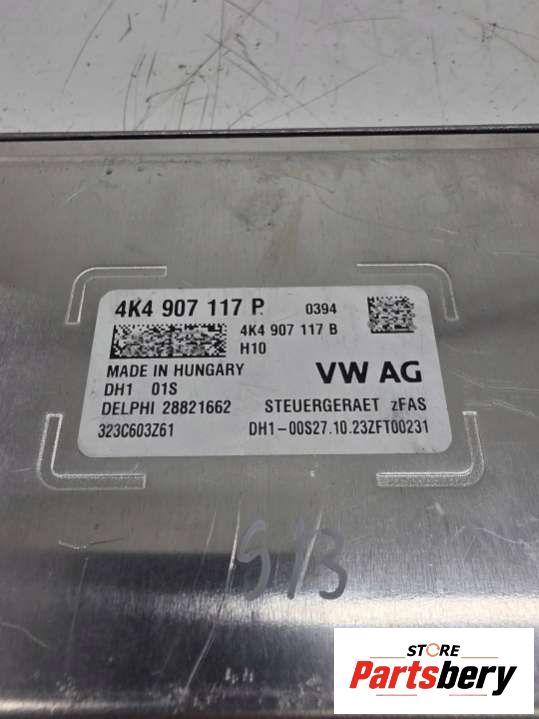 4K4 907 117 P. 0394
4K4 907 117 B
H10
MADE IN HUNGARY
VW AG
DH1 01S
DELPHI 28821662 STEUERGERAET zFAS
323C603Z61 DH1-00S27.10.23ZFT00231
S13
STORE
Partsbery